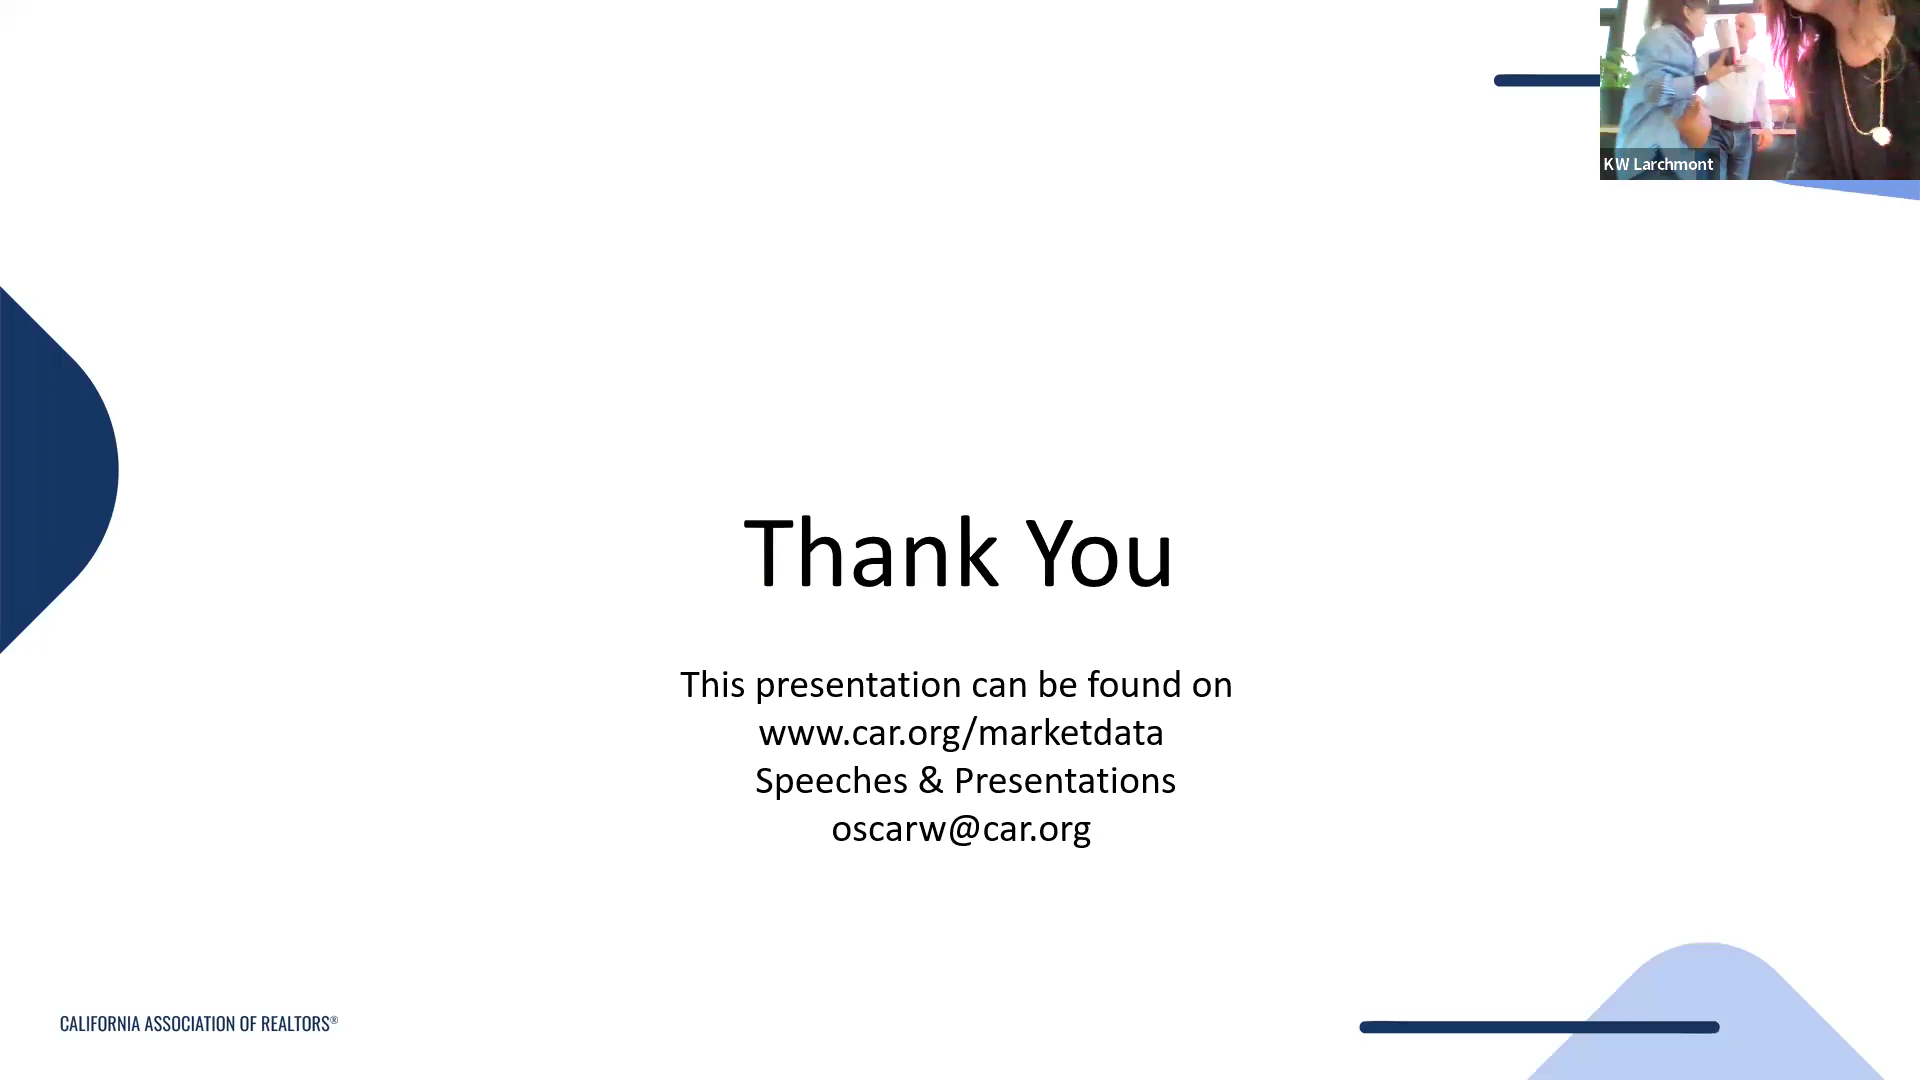 KW Larchmont
Thank You
This presentation can be found on
www.car.org/marketdata
Speeches & Presentations
oscarw@car.org
CALIFORNIA ASSOCIATION OF REALTORS®